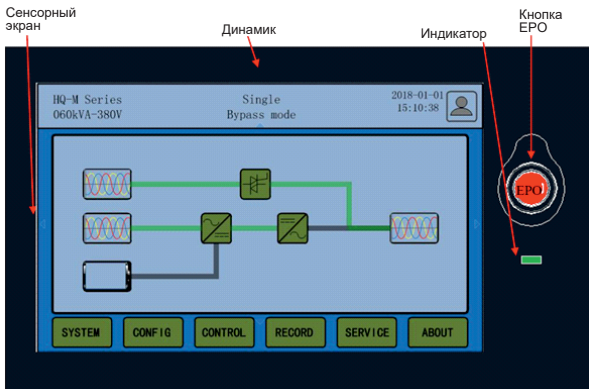 Сенсорный
экран
Динамик
Индикатор
Кнопка
EPO
HQ-M Series
060kVA-380V
Single
Bypass mode
2018-01-01
15:10:38
EPO
SYSTEM
CONFIG
CONTROL
RECORD
SERVICE
ABOUT